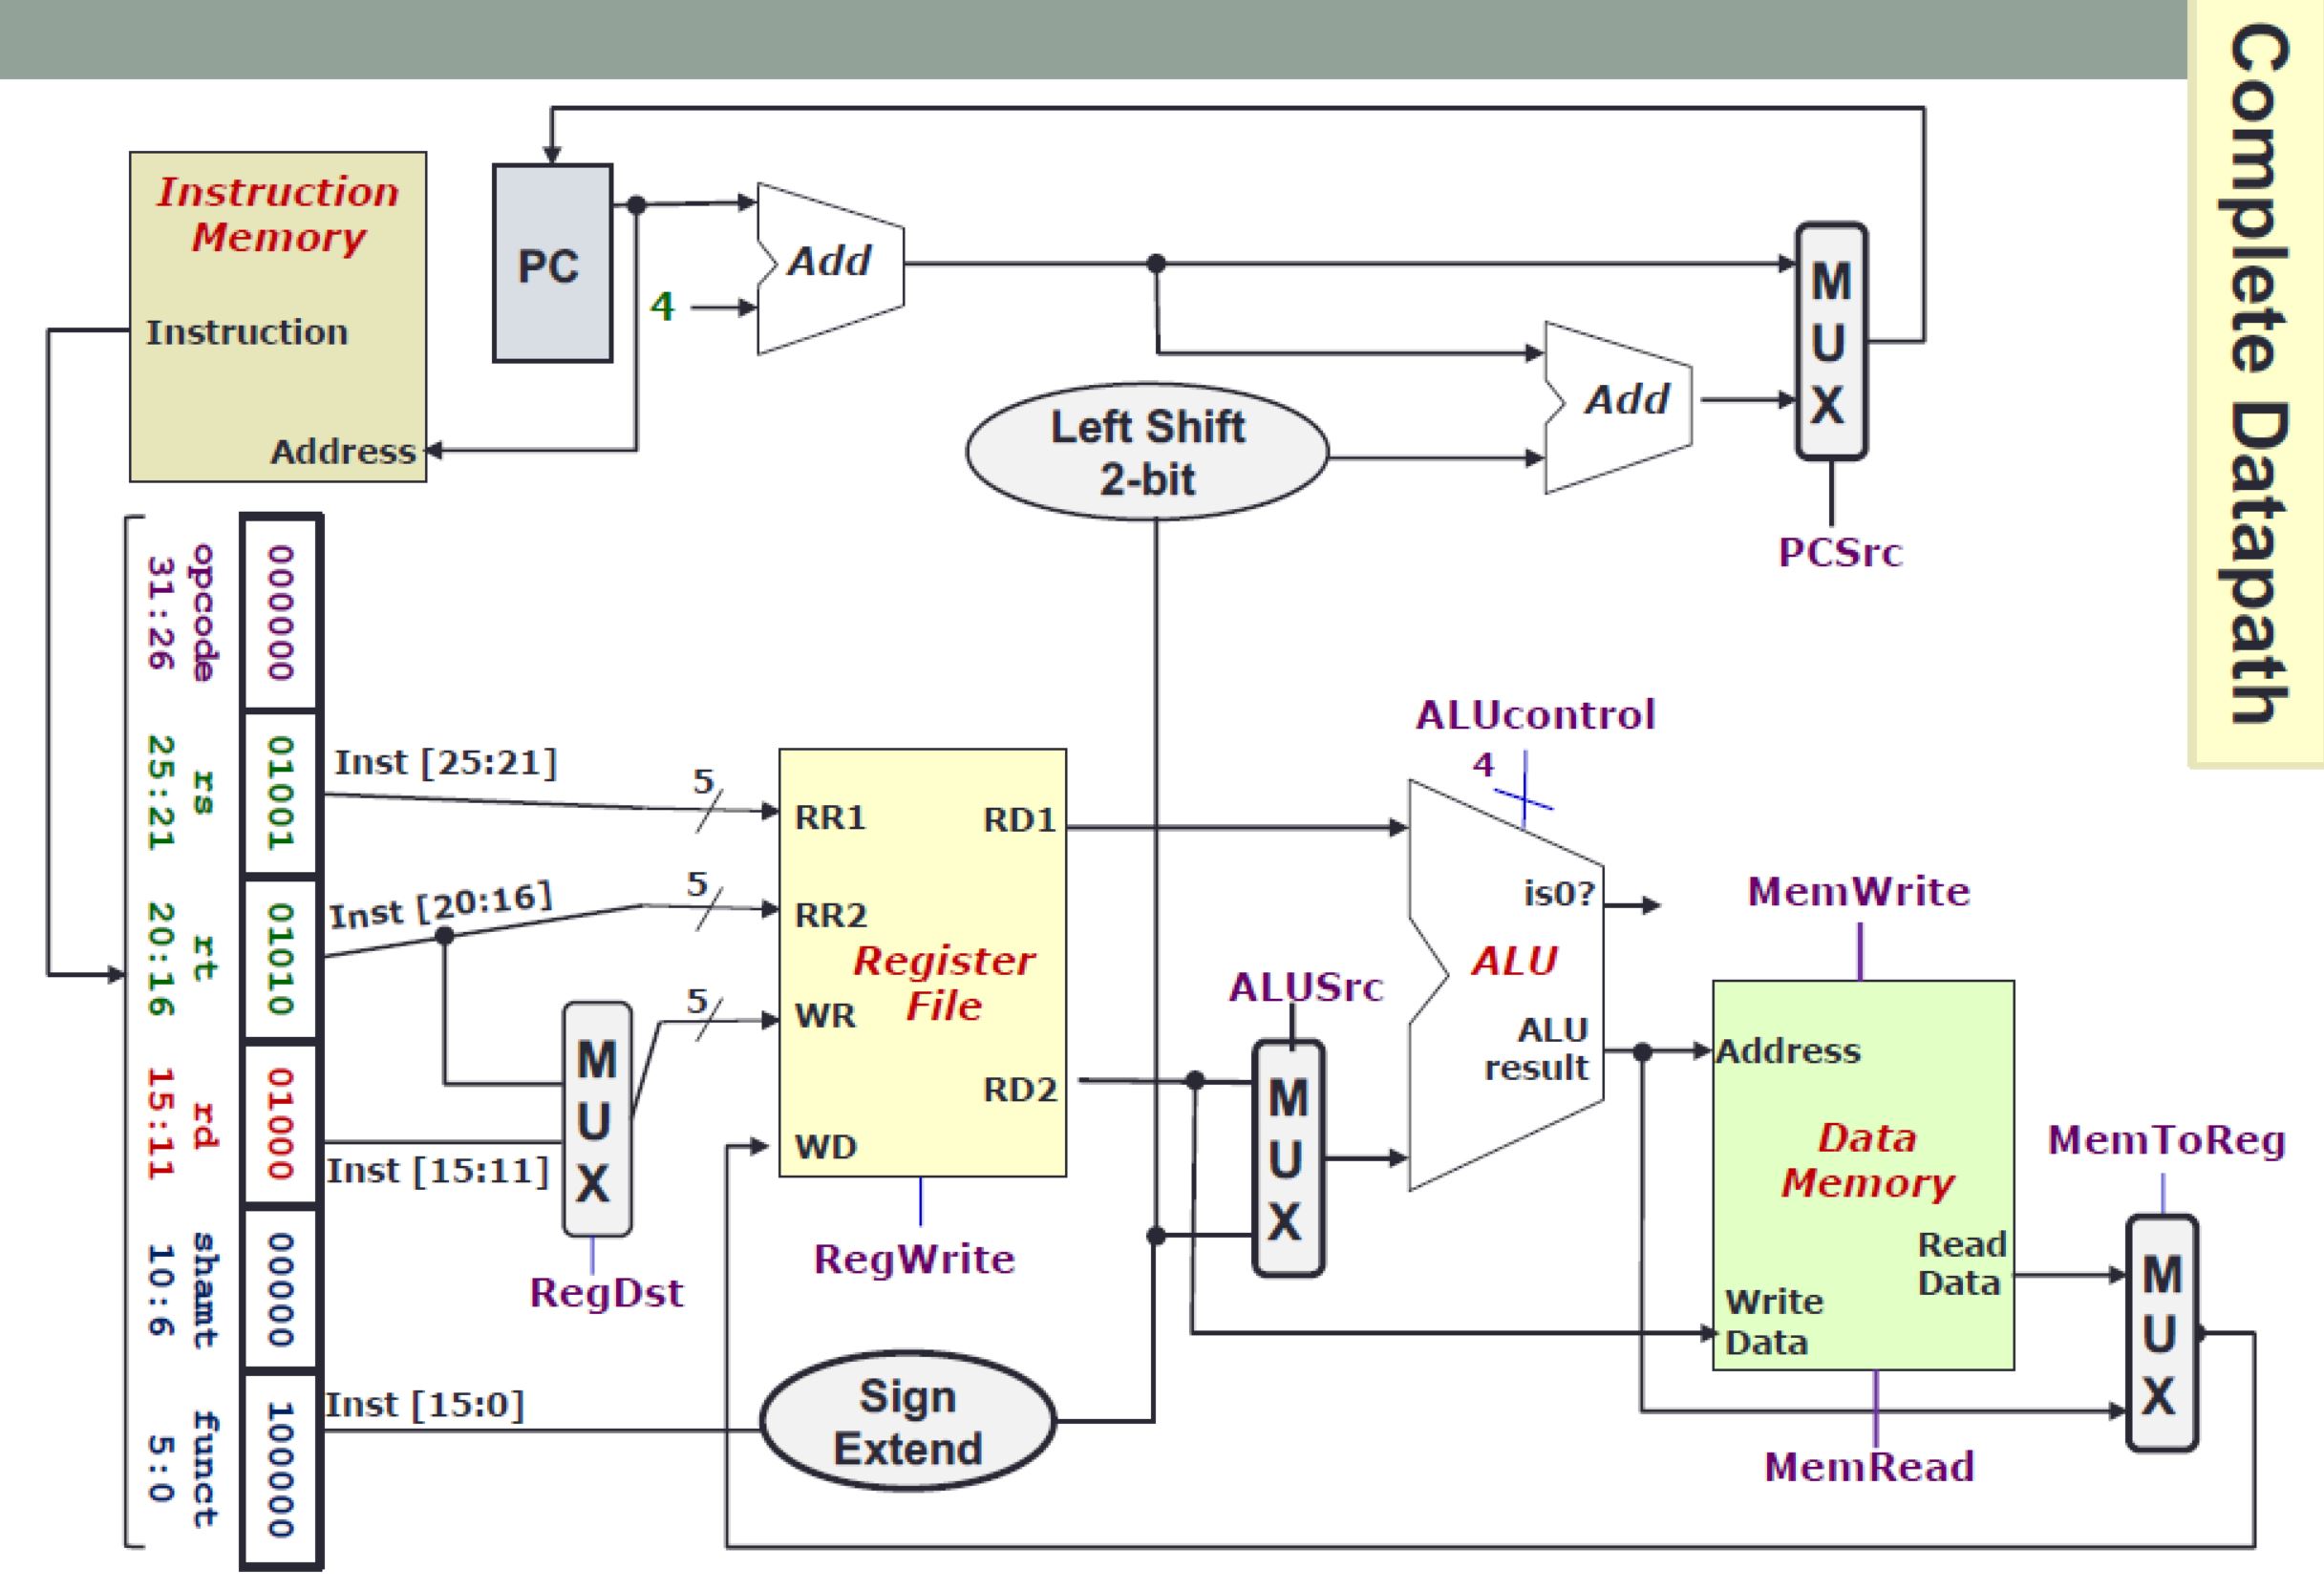 Complete Datapath
Instruction
Memory
Instruction
Address
PC
4
Add
Left Shift
2-bit
Add
M
U
X
PCSrc
opcode
31:26
000000
rs
25:21
01001
rt
20:16
01010
rd
15:11
01000
shamt
10:6
00000
funct
5:0
100000
Inst [25:21]
5
Inst [20:16]
5
5
Inst [15:11]
M
U
X
RegDst
Inst [15:0]
RR1
RR2
WR
WD
RD1
RD2
Register
File
RegWrite
Sign
Extend
ALUSrc
M
U
X
ALUcontrol
4
is0?
ALU
ALU
result
MemWrite
Address
Data
Memory
Read
Data
Write
Data
MemRead
MemToReg
M
U
X